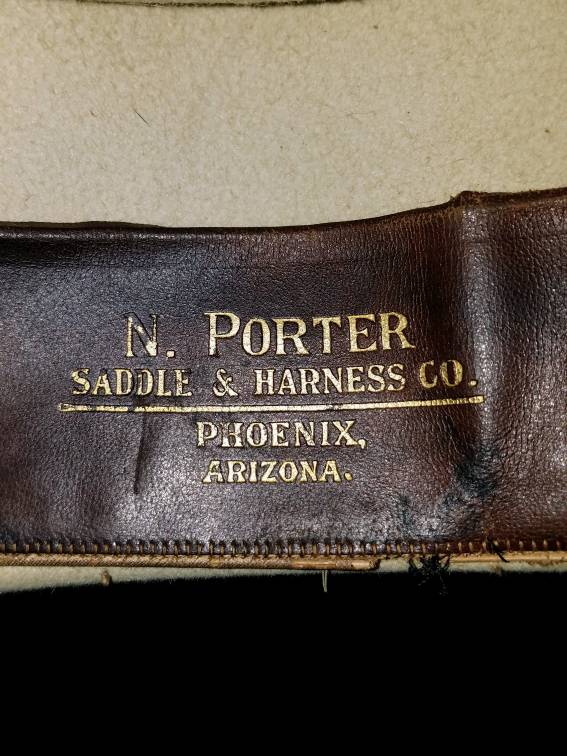 N. PORTER
SADDLE & HARNESS CO.
PHOENIX,
ARIZONA.